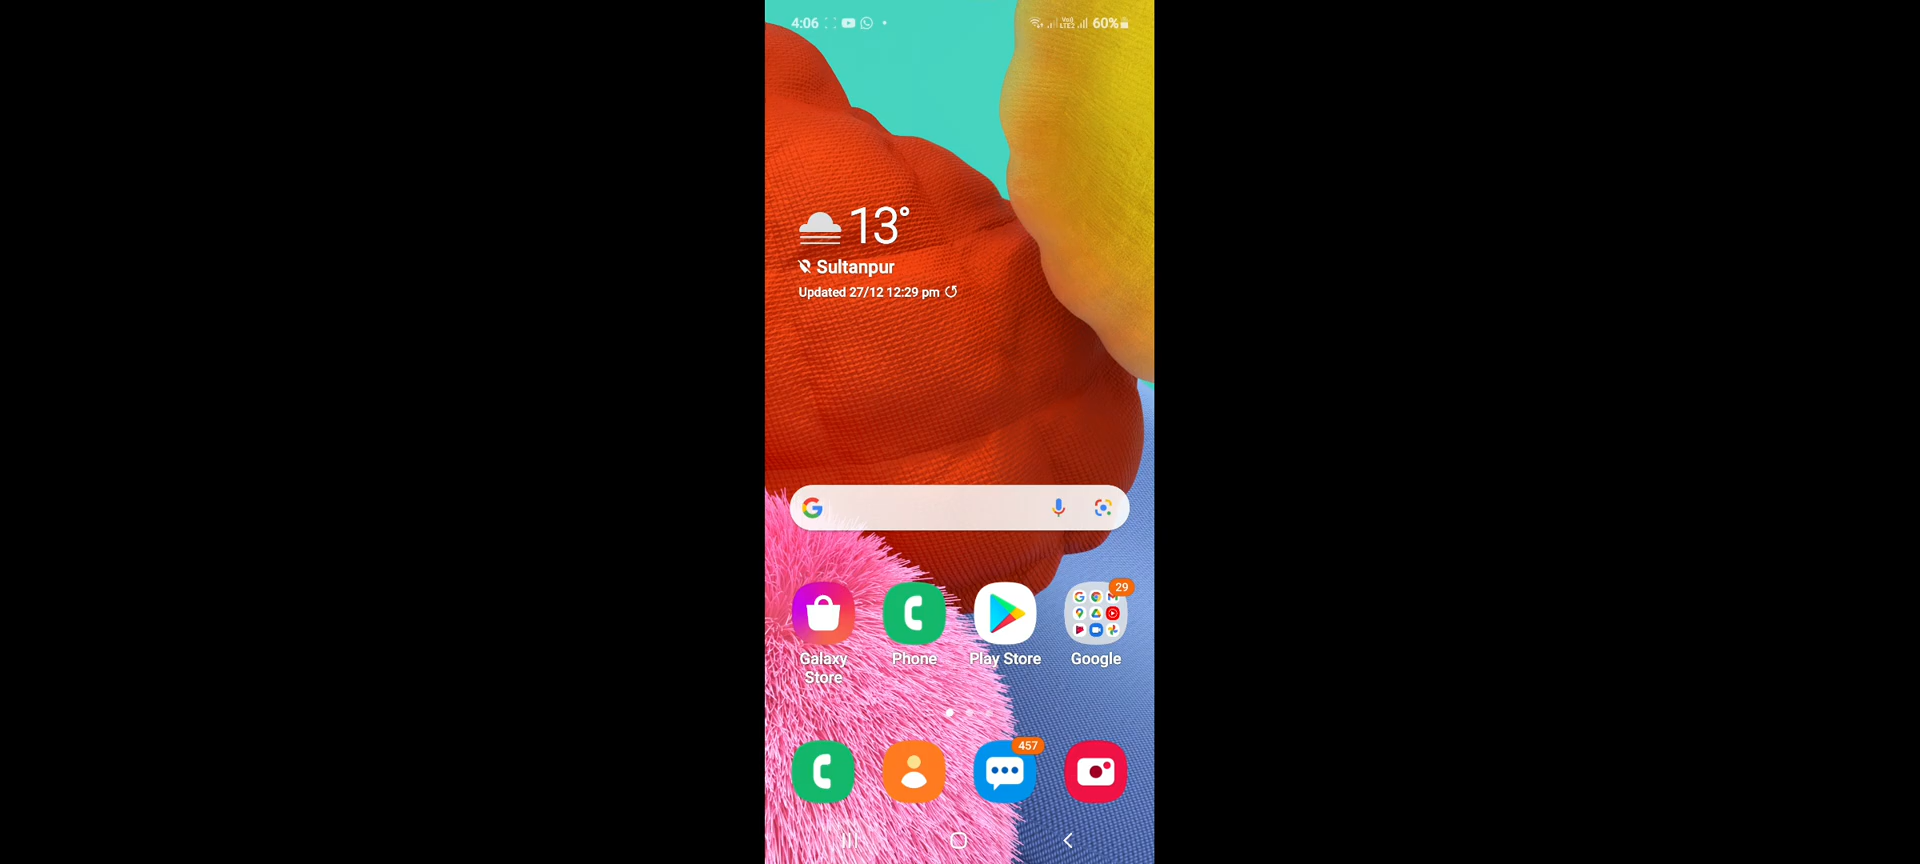 4:06 60%
13°
Sultanpur
Updated 27/12 12:29 pm
29
Galaxy Store
Phone
Play Store
Google
457